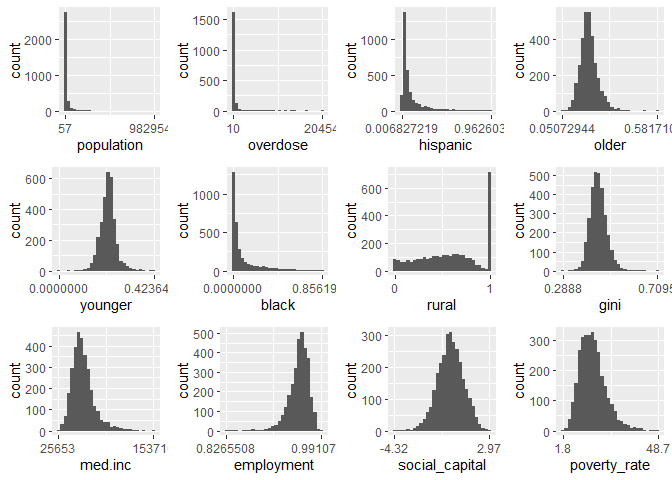 count 2000 1000 0 57 982954 population
count 1500 1000 500 0 10 20454 overdose
count 1000 500 0 0.006827219 0.962603 hispanic
count 400 200 0 0.05072944 0.581710 older
count 600 400 200 0 0.0000000 0.42364 younger
count 1000 500 0 0.0000000 0.85619 black
count 600 400 200 0 0 1 rural
count 500 400 300 200 100 0 0.2888 0.7095 gini
count 400 300 200 100 0 25653 15371 med.inc
count 500 400 300 200 100 0 0.8265508 0.99107 employment
count 300 200 100 0 -4.32 2.97 social_capital
count 300 200 100 0 1.8 48.7 poverty_rate